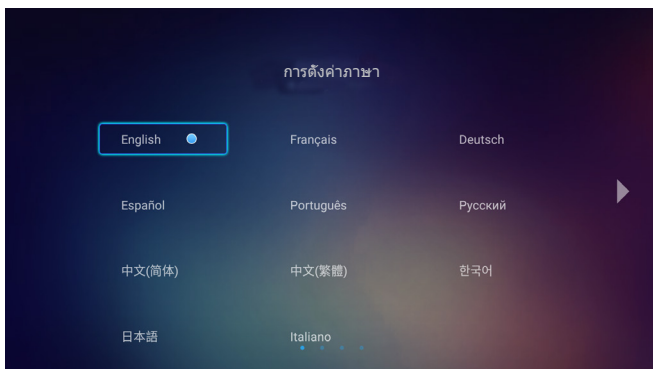 การตั้งค่าภาษา
English Français Deutsch
Español Português Русский
中文(简体) 中文(繁體) 한국어
日本語 Italiano